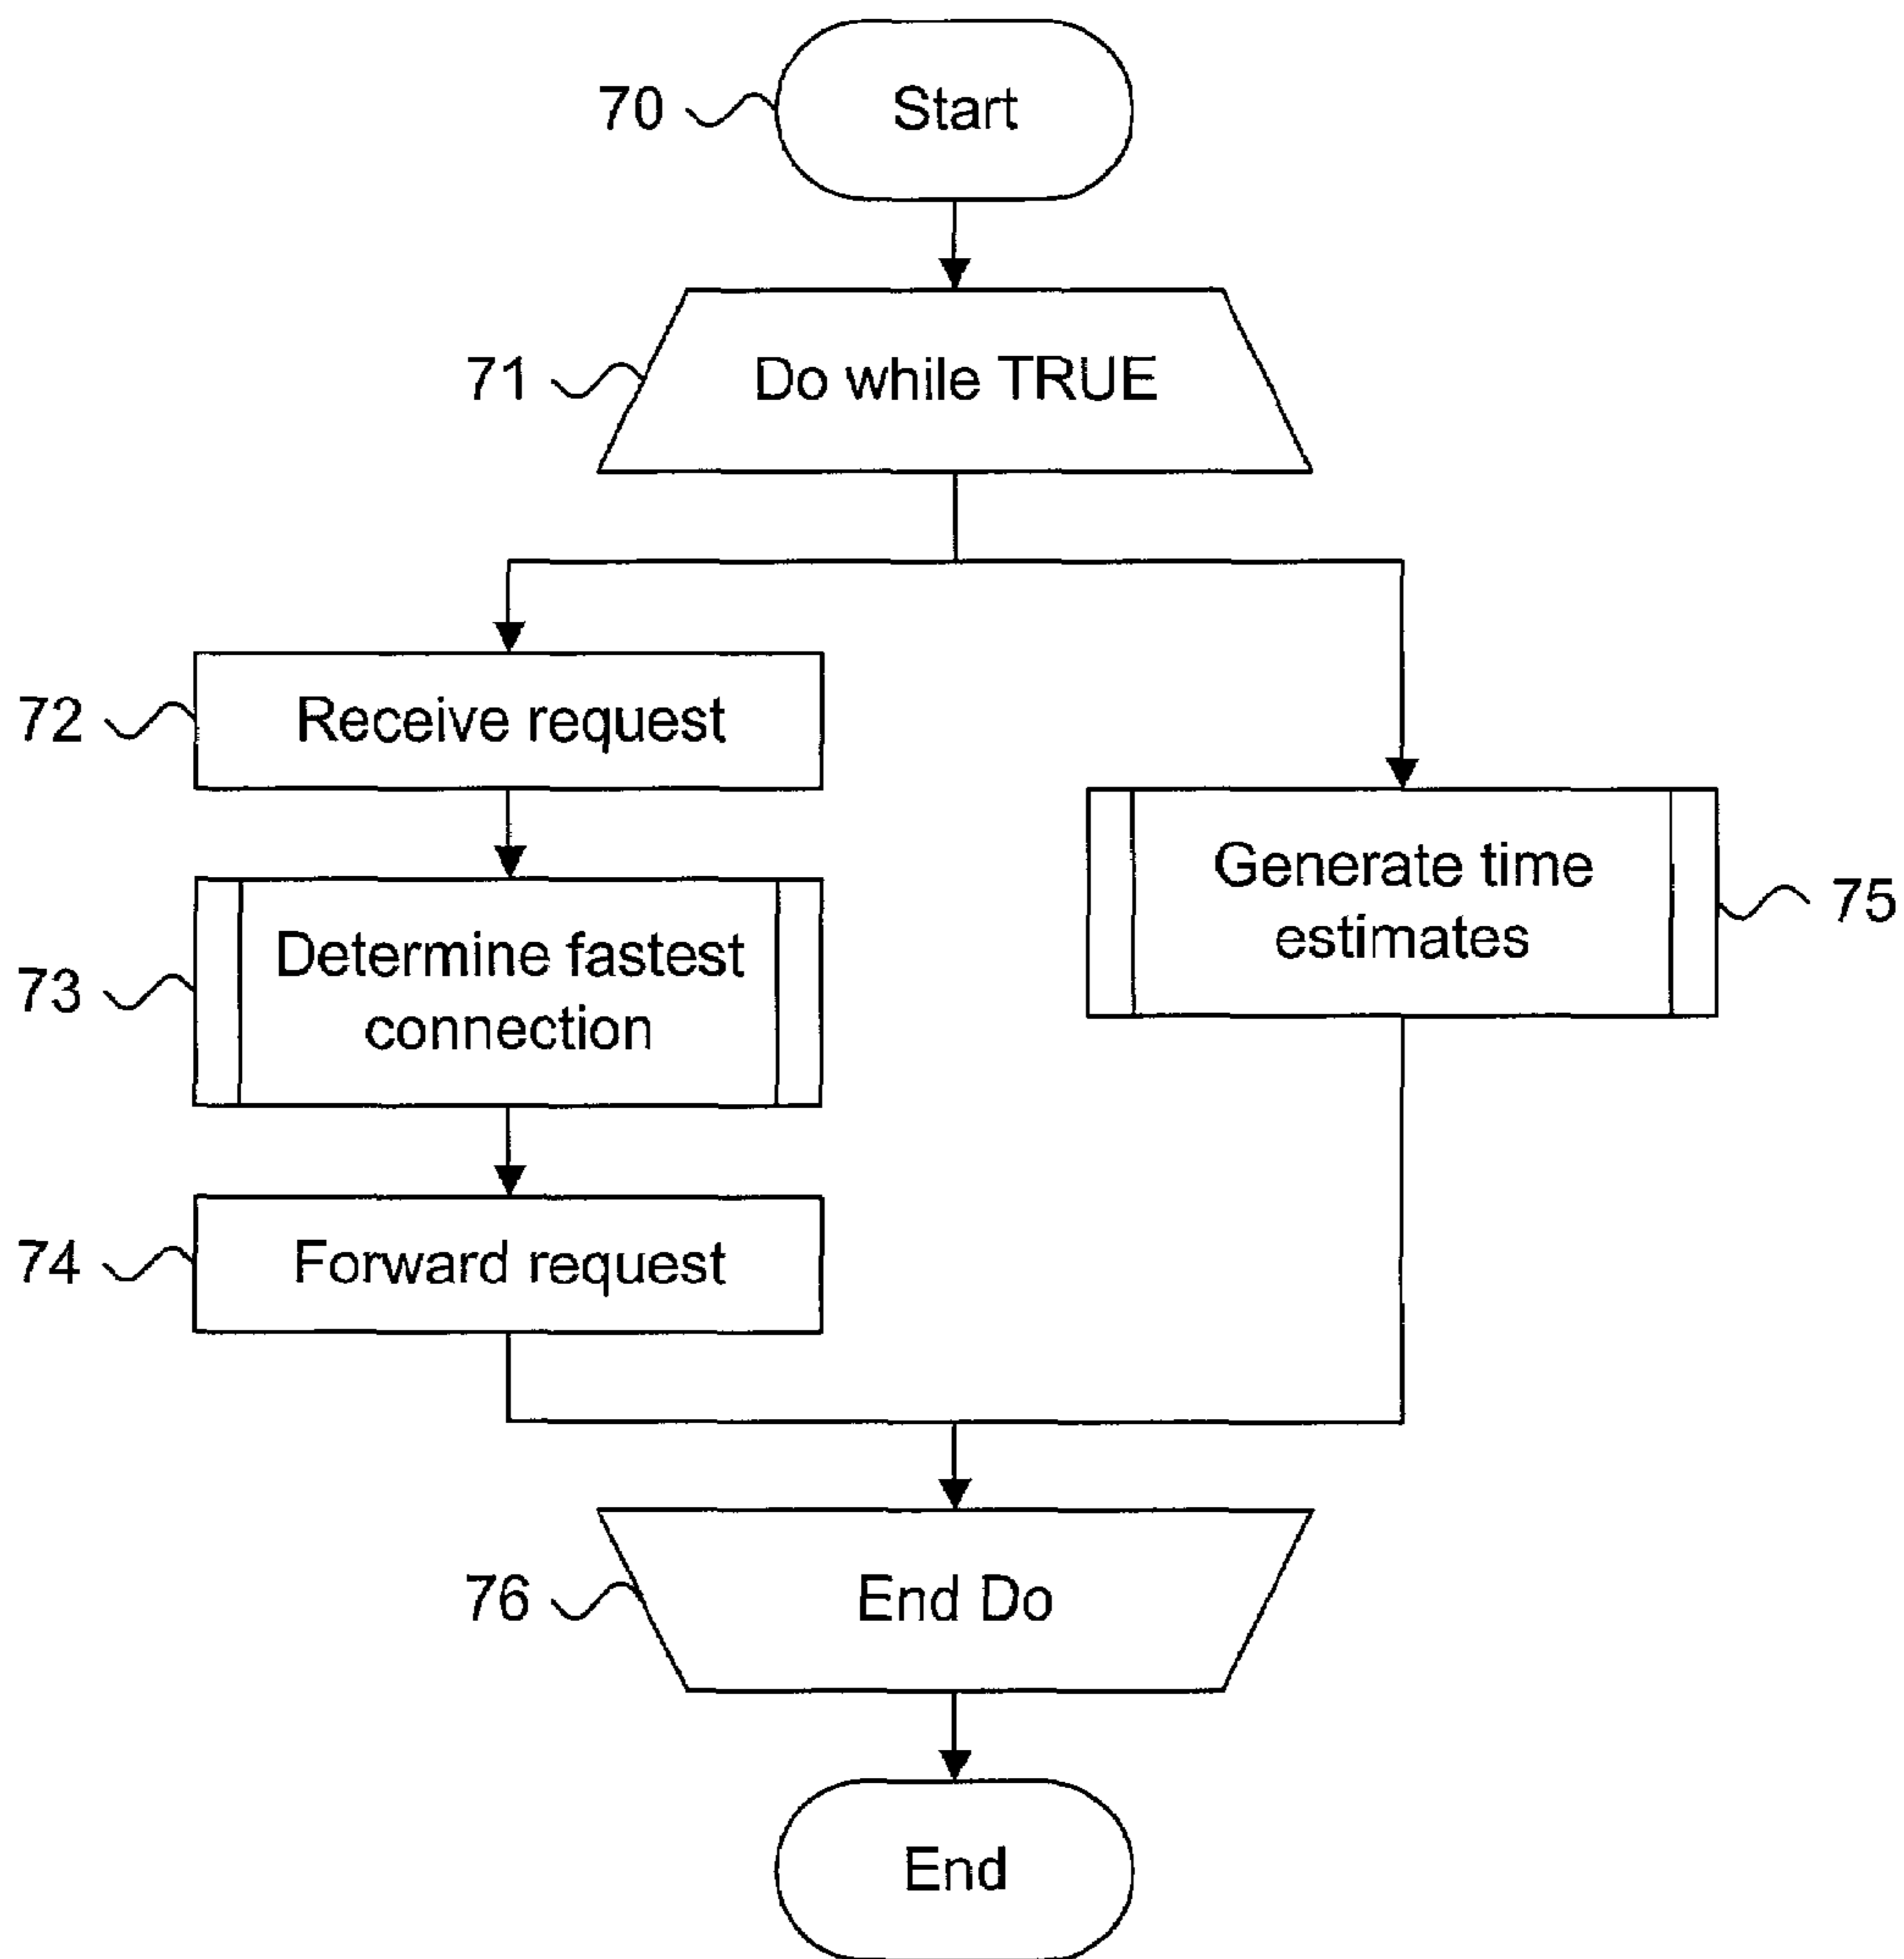 70
Start
71
Do while TRUE
72
Receive request
73
Determine fastest
connection
74
Forward request
Generate time
estimates
75
76
End Do
End